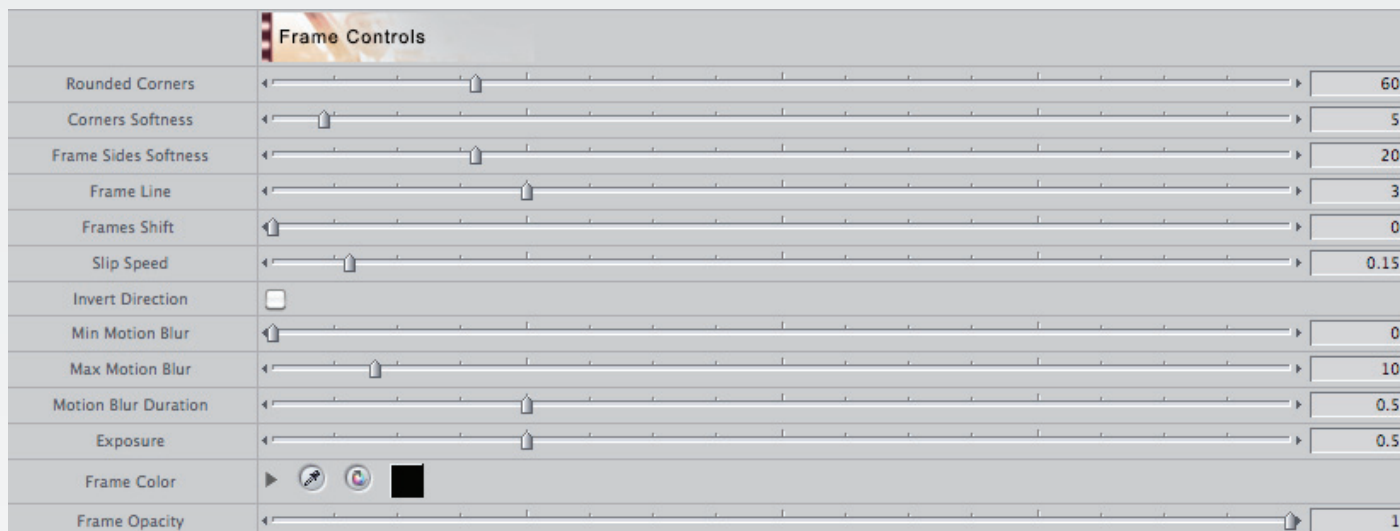 Frame Controls
Rounded Corners 60
Corners Softness 5
Frame Sides Softness 20
Frame Line 3
Frames Shift 0
Slip Speed 0.15
Invert Direction
Min Motion Blur 0
Max Motion Blur 10
Motion Blur Duration 0.5
Exposure 0.5
Frame Color
Frame Opacity 1